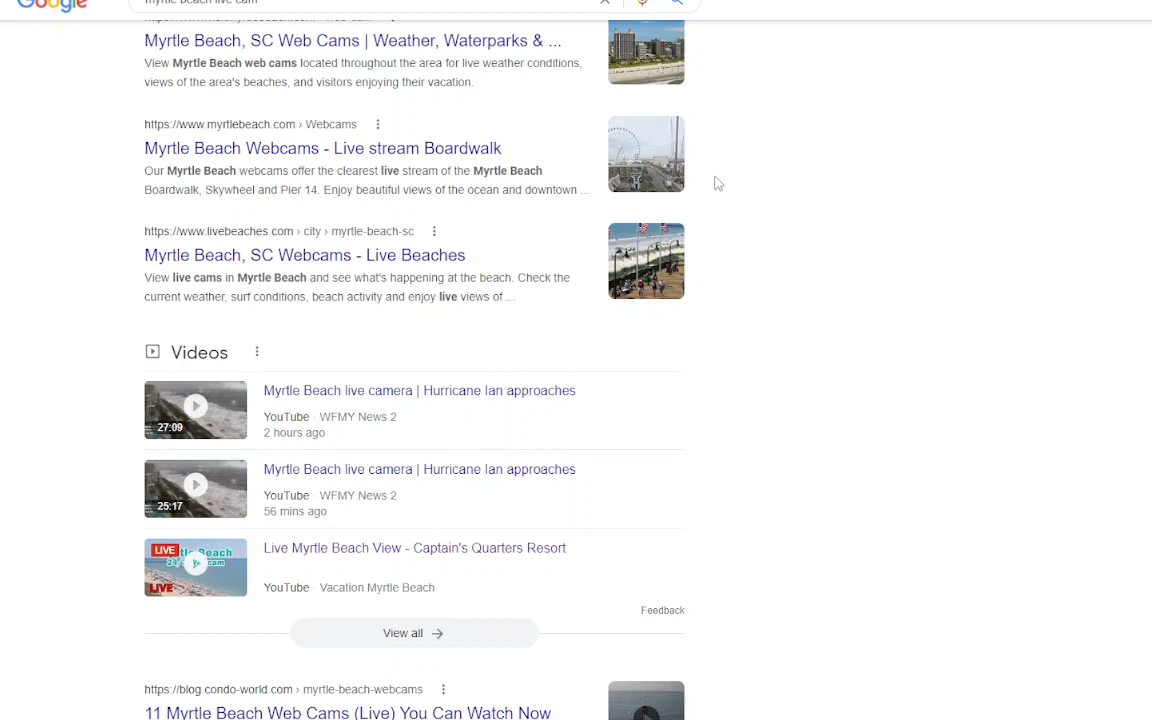 Google
myrtle beach live cam
Myrtle Beach, SC Web Cams | Weather, Waterparks & ...
View Myrtle Beach web cams located throughout the area for live weather conditions,
views of the area's beaches, and visitors enjoying their vacation.
https://www.myrtlebeach.com › Webcams
Myrtle Beach Webcams - Live stream Boardwalk
Our Myrtle Beach webcams offer the clearest live stream of the Myrtle Beach
Boardwalk, Skywheel and Pier 14. Enjoy beautiful views of the ocean and downtown ...
https://www.livebeaches.com › city › myrtle-beach-sc
Myrtle Beach, SC Webcams - Live Beaches
View live cams in Myrtle Beach and see what's happening at the beach. Check the
current weather, surf conditions, beach activity and enjoy live views of ...
Videos
Myrtle Beach live camera | Hurricane Ian approaches
YouTube · WFMY News 2
27:09
2 hours ago
Myrtle Beach live camera | Hurricane Ian approaches
YouTube · WFMY News 2
25:17
56 mins ago
Live Myrtle Beach View - Captain's Quarters Resort
LIVE
Beach
LIVE
YouTube · Vacation Myrtle Beach
Feedback
View all
https://blog.condo-world.com › myrtle-beach-webcams
11 Myrtle Beach Web Cams (Live) You Can Watch Now